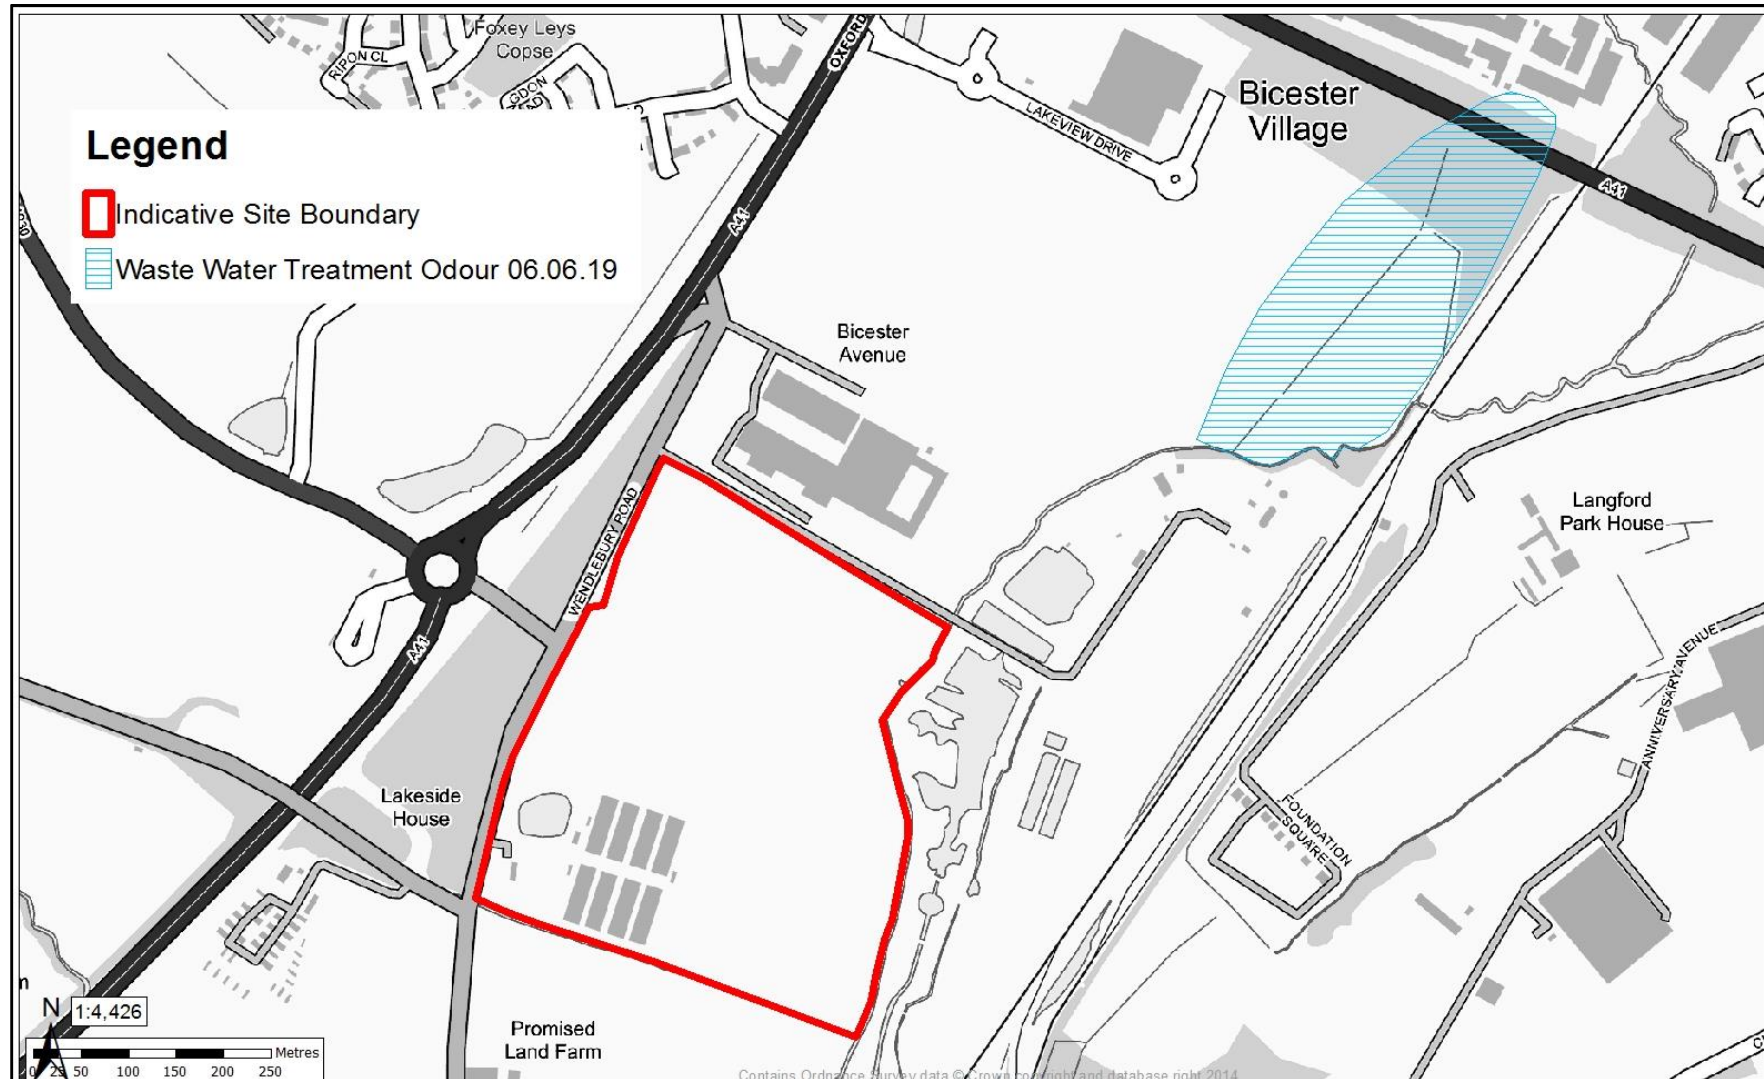 Foxey Leys
Copse
RIPON CL
GDON
OXFORD
Legend
Indicative Site Boundary
Waste Water Treatment Odour 06.06.19
Bicester
Village
LAKEVIEW DRIVE
A41
A41
Bicester
Avenue
WENDLEBURY ROAD
Langford
Park House
A41
ANNIVERSARY AVENUE
Lakeside
House
FOUNDATION
SQUARE
N
1:4,426
Promised
Land Farm
Metres
0 25 50 100 150 200 250
Contains Ordnance Survey data © Crown copyright and database right 2014